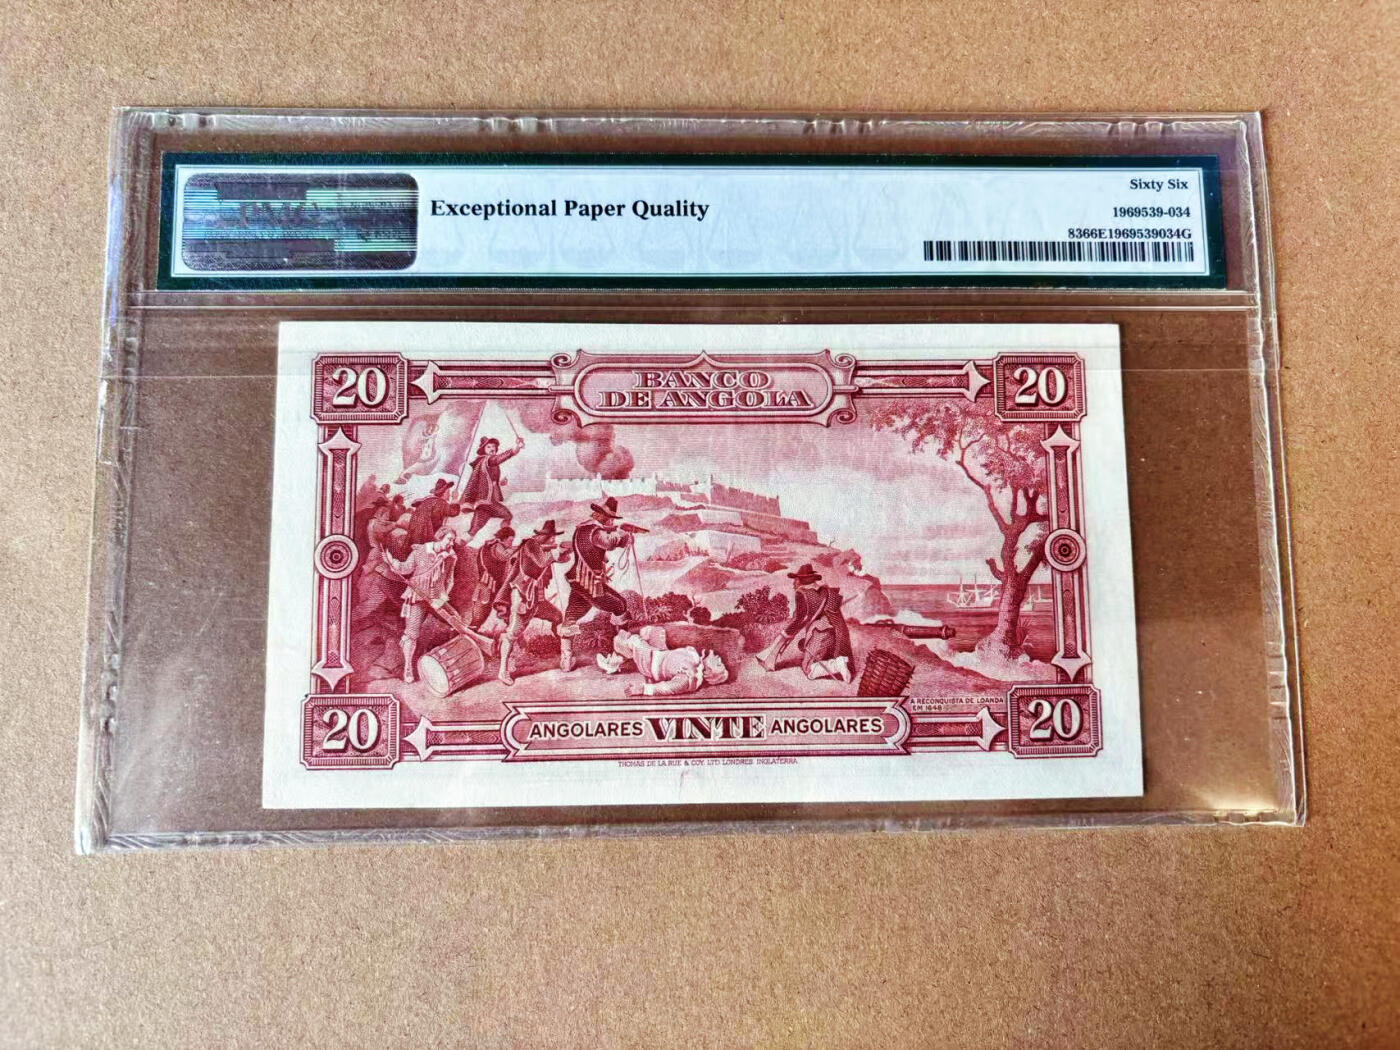 Exceptional Paper Quality
Sixty Six
1969539-034
8366E1969539034G
20
BANCO
DE ANGOLA
20
A RECONQUISTA DE LOANDA
EM 1648
20
ANGOLARES VINTE ANGOLARES
20
THOMAS DE LA RUE & COY. LTD. LONDRES. INGLATERRA.